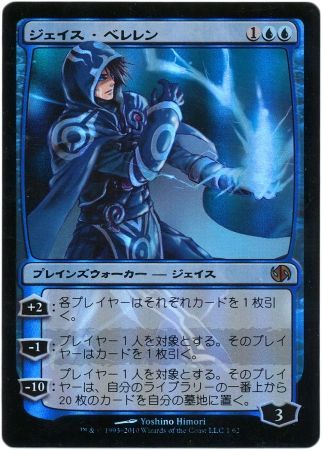 ジェイス・ベレレン 1
プレインズウォーカー — ジェイス
+2 : 各プレイヤーはそれぞれカードを1枚引
く。
-1 : プレイヤー1人を対象とする。そのプレ
イヤーはカードを1枚引く。
-10 : プレイヤー1人を対象とする。そのプレ
イヤーは、自分のライブラリーの一番上から
20枚のカードを自分の墓地に置く。
3
Yoshino Himori
™ & © 1993-2010 Wizards of the Coast LLC 1/62